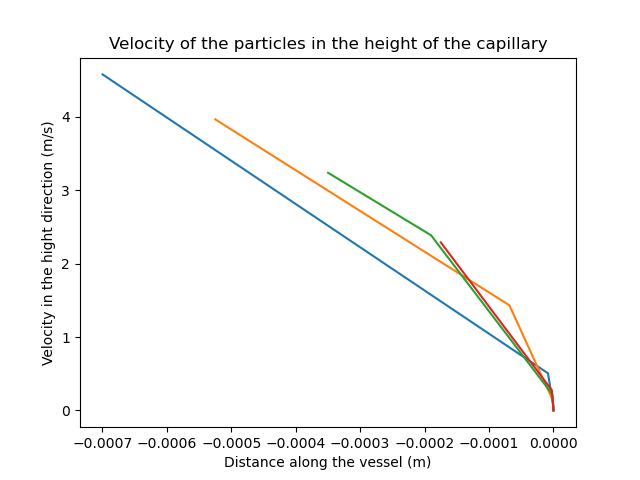 Velocity of the particles in the height of the capillary
Velocity in the hight direction (m/s)
4
3
2
1
0
−0.0007 −0.0006 −0.0005 −0.0004 −0.0003 −0.0002 −0.0001 0.0000
Distance along the vessel (m)